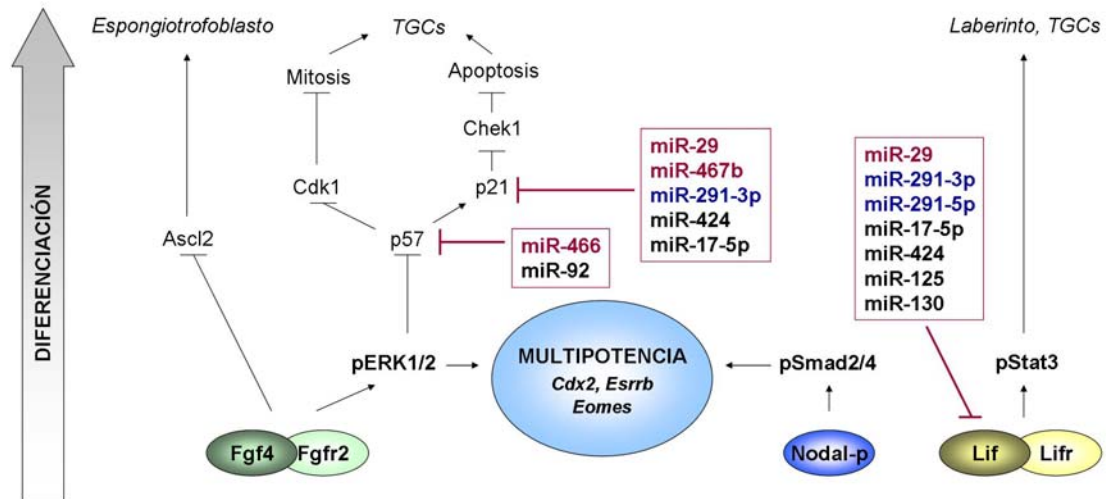 Espongiotrofoblasto
TGCs
Laberinto, TGCs
Mitosis
Apoptosis
Chek1
Cdk1
p21
miR-29
miR-467b
miR-291-3p
miR-424
miR-17-5p
miR-29
miR-291-3p
miR-291-5p
miR-17-5p
miR-424
miR-125
miR-130
Ascl2
p57
miR-466
miR-92
DIFERENCIACIÓN
pERK1/2
MULTIPOTENCIA
Cdx2, Esrrb
Eomes
pSmad2/4
pStat3
Fgf4
Fgfr2
Nodal-p
Lif
Lifr